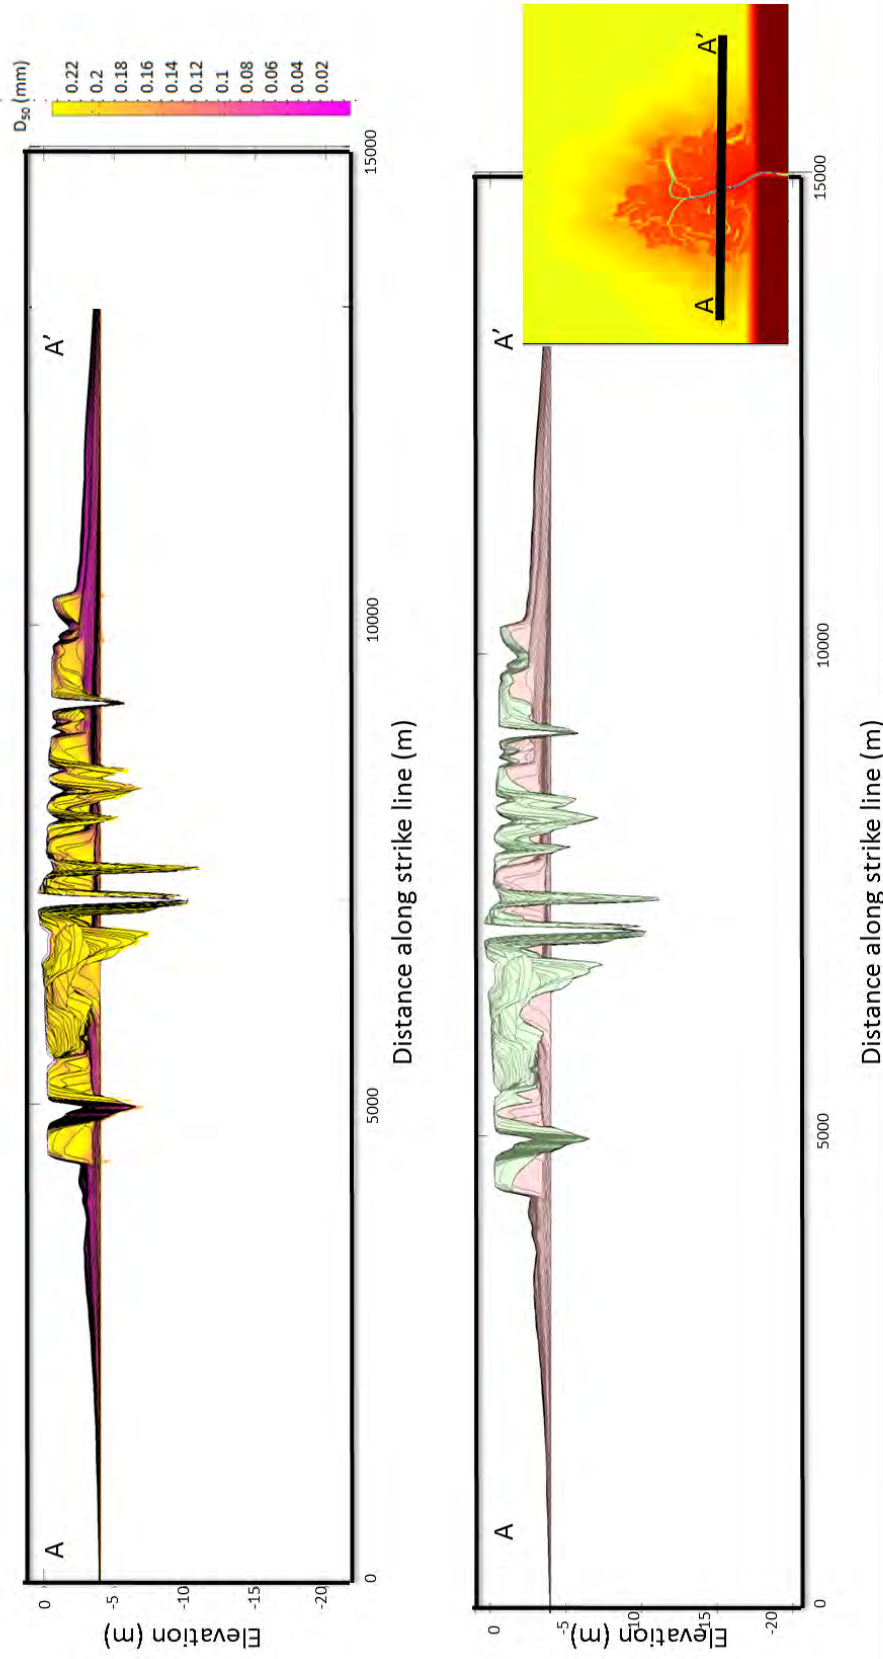 D50 (mm)
0.22
0.2
0.18
0.16
0.14
0.12
0.1
0.08
0.06
0.04
0.02
A
A'
0
-5
-10
-15
-20
Elevation (m)
0
5000
10000
15000
Distance along strike line (m)
A
A'
A
A'
0
-5
-10
-15
-20
Elevation (m)
0
5000
10000
15000
Distance along strike line (m)